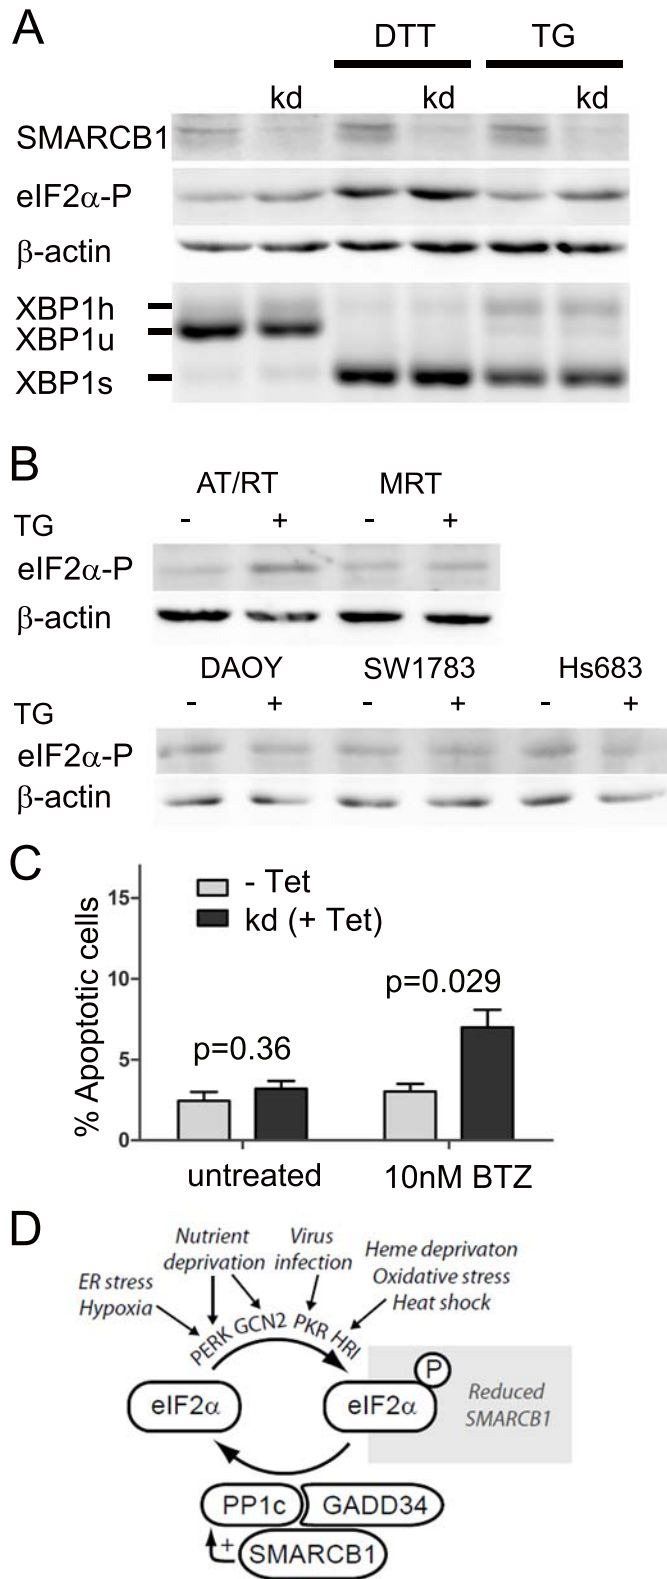 A
DTT TG
kd kd kd
SMARCB1
eIF2α-P
β-actin
XBP1h
XBP1u
XBP1s
B
AT/RT MRT
TG - + - +
eIF2α-P
β-actin
DAOY SW1783 Hs683
TG - + - + - +
eIF2α-P
β-actin
C
% Apoptotic cells
15
10
5
0
- Tet
kd (+ Tet)
p=0.36
p=0.029
untreated 10nM BTZ
D
Nutrient
deprivation
Virus
infection
Heme deprivaton
Oxidative stress
Heat shock
ER stress
Hypoxia
PERK GCN2 PKR HRI
eIF2α
eIF2α
P
Reduced
SMARCB1
PP1c GADD34
+
SMARCB1